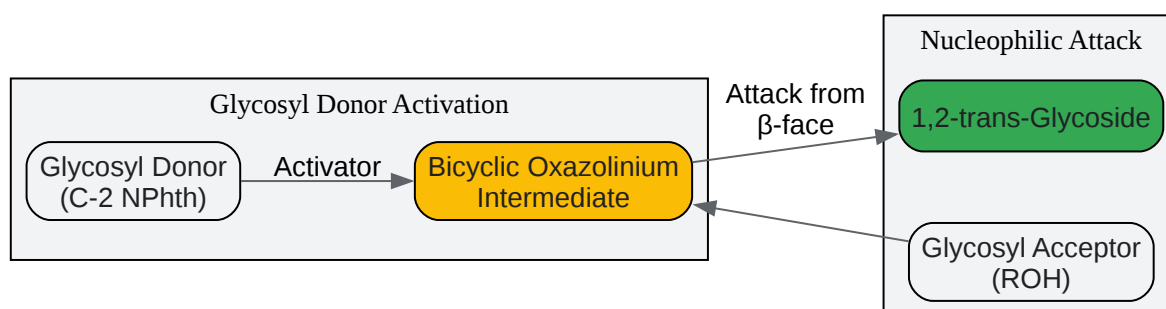 Glycosyl Donor Activation
Glycosyl Donor
(C-2 NPhth)
Activator
Bicyclic Oxazolinium
Intermediate
Attack from
β-face
Nucleophilic Attack
1,2-trans-Glycoside
Glycosyl Acceptor
(ROH)